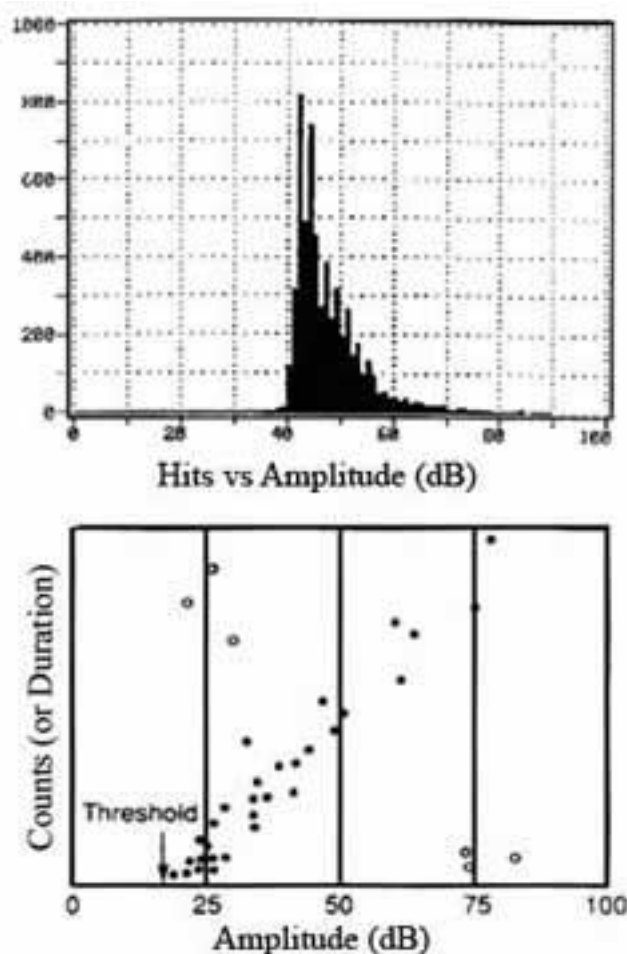 1000
800
600
400
200
0
0 20 40 60 80 100
Hits vs Amplitude (dB)
Counts (or Duration)
Threshold
0 25 50 75 100
Amplitude (dB)